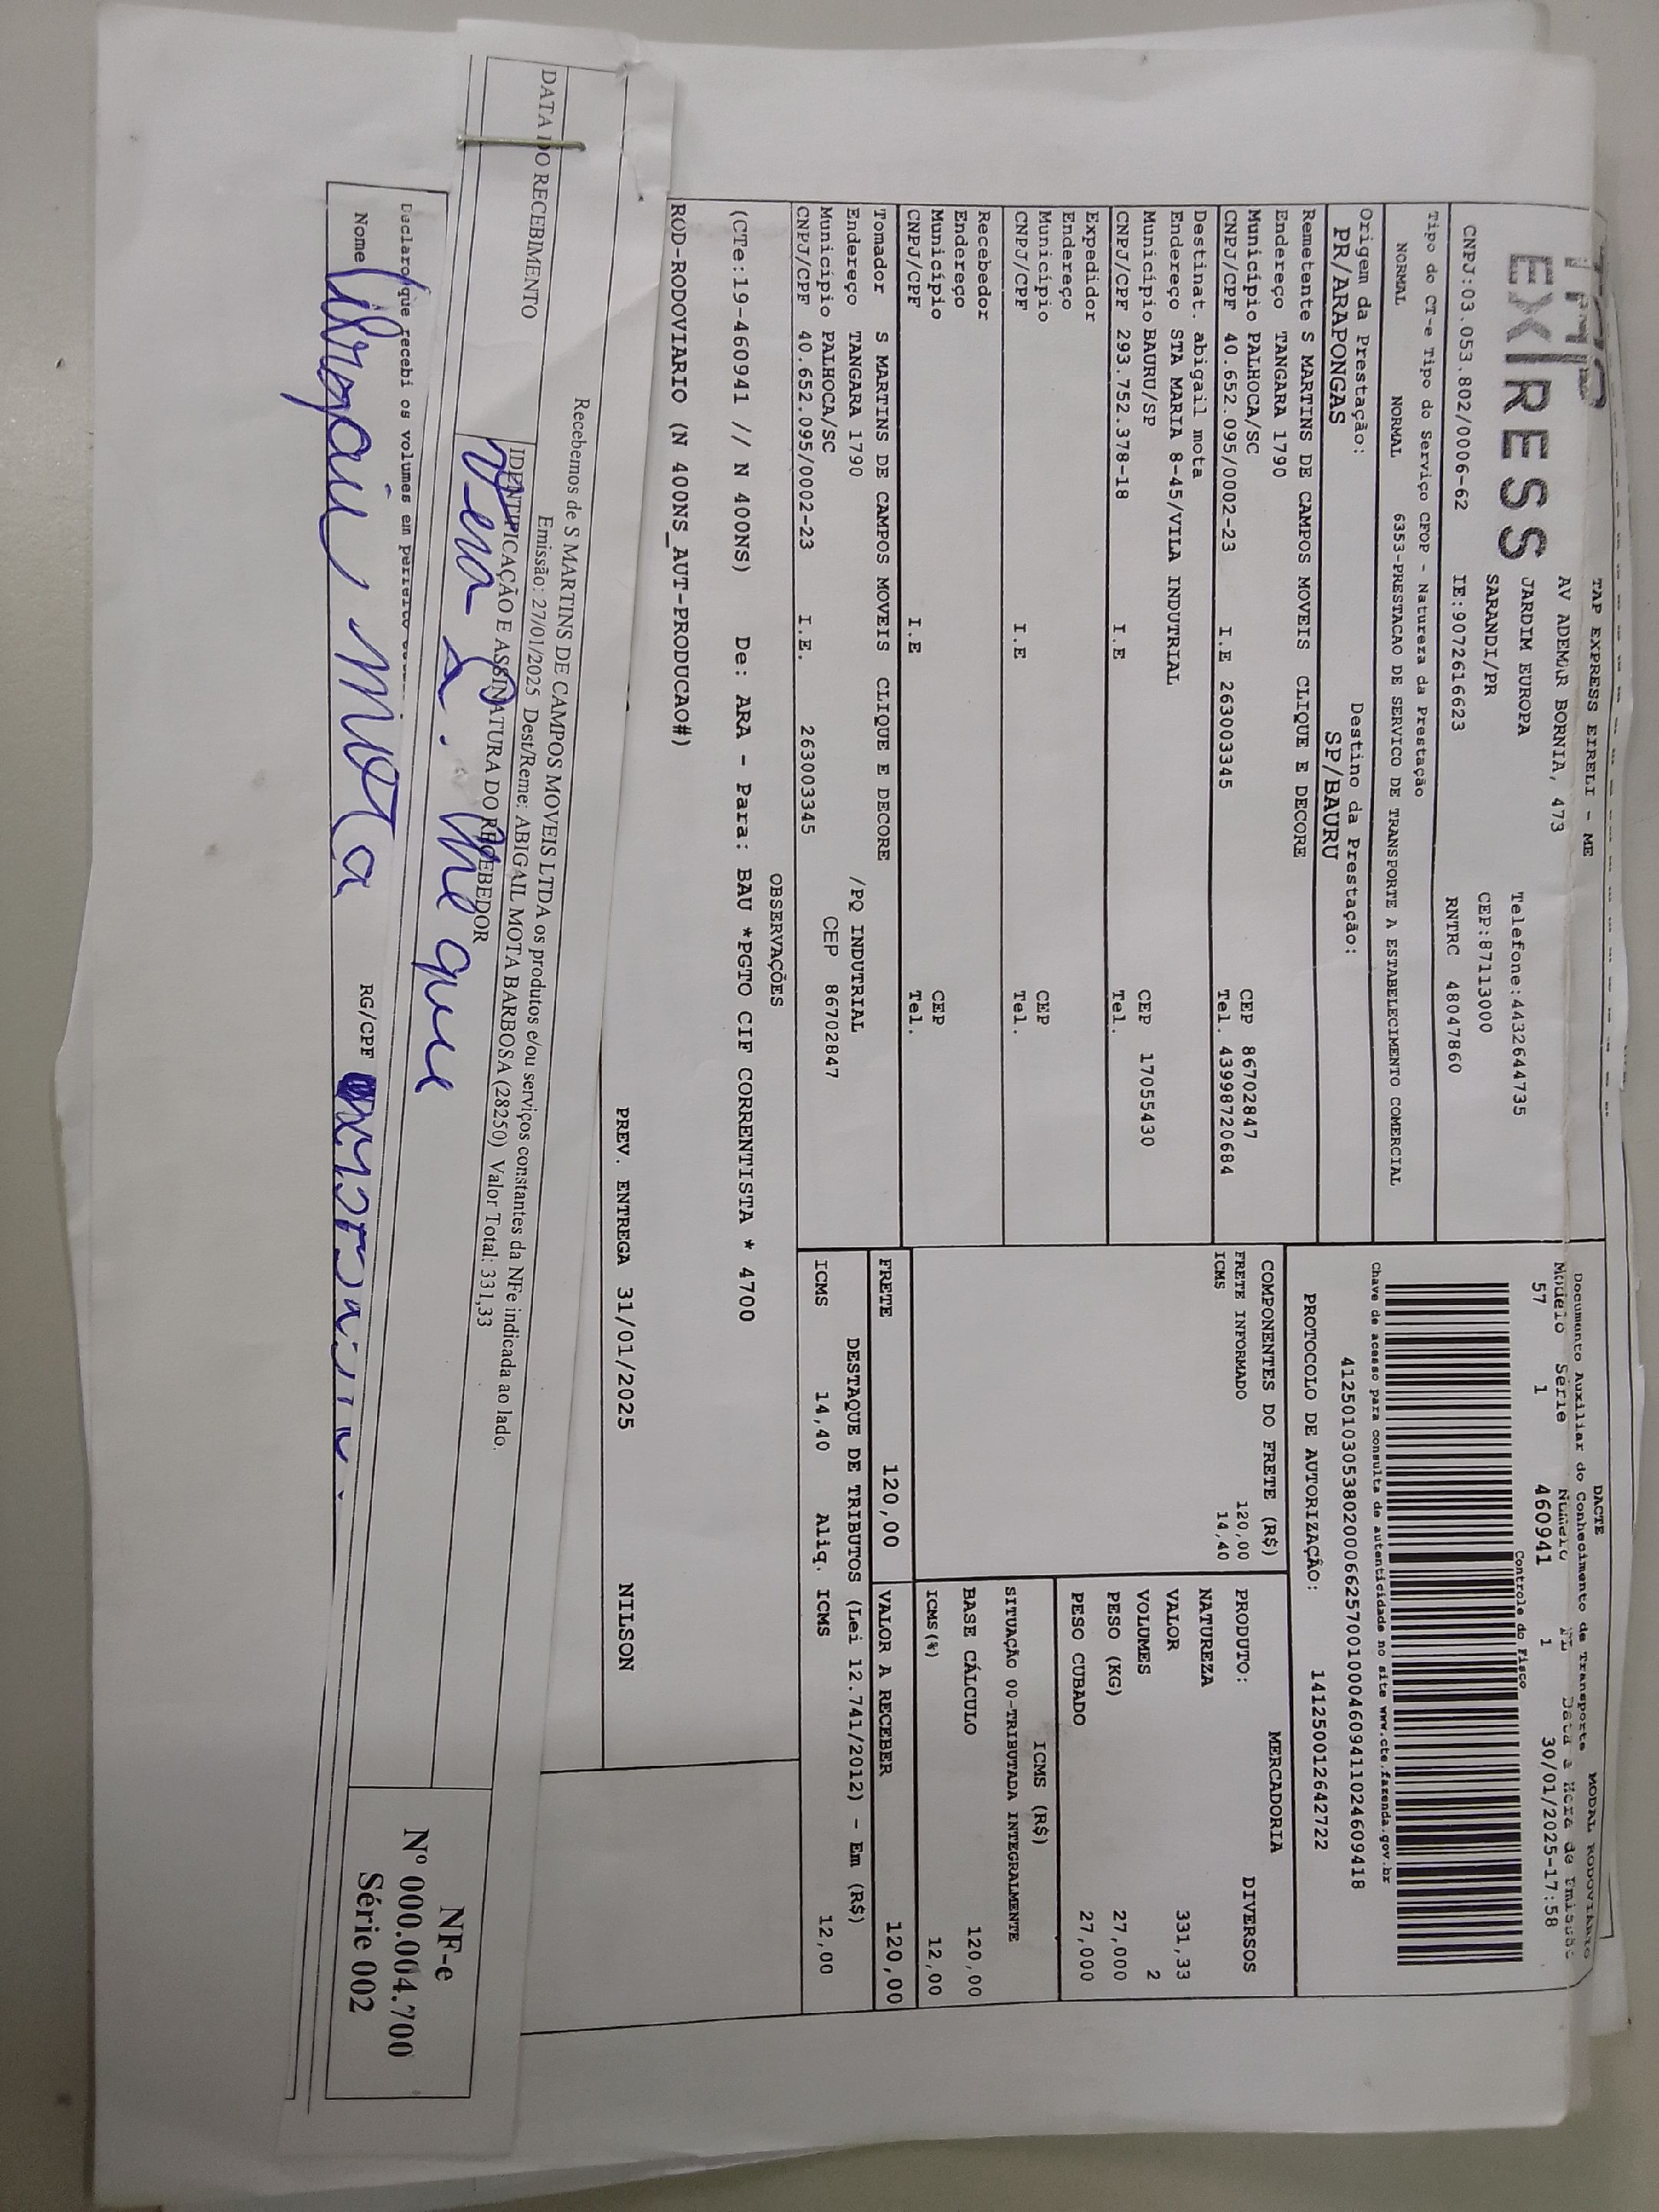 TAP
EXPRESS
TAP EXPRESS EIRELI - ME
AV ADEMAR BORNIA, 473
JARDIM EUROPA
SARANDI/PR
Telefone:4432644735
CEP:87113000
CNPJ:03.053.802/0006-62 IE:9072616623 RNTRC 48047860
Tipo do CT-e Tipo do Serviço CFOP - Natureza da Prestação
NORMAL NORMAL 6353-PRESTACAO DE SERVICO DE TRANSPORTE A ESTABELECIMENTO COMERCIAL
Origem da Prestação: Destino da Prestação:
PR/ARAPONGAS SP/BAURU
DACTE MODAL RODOVIARIO
Documento Auxiliar do Conhecimento de Transporte
Modelo Série Número FL Data e Hora de Emissão
57 1 460941 1 30/01/2025-17:58
Controle do Fisco
Chave de acesso para consulta de autenticidade no site www.cte.fazenda.gov.br
41250103053802000662570010004609411024609418
PROTOCOLO DE AUTORIZAÇÃO: 141250012642722
Remetente S MARTINS DE CAMPOS MOVEIS CLIQUE E DECORE
Endereço TANGARA 1790
Município PALHOCA/SC CEP 86702847
CNPJ/CPF 40.652.095/0002-23 I.E 263003345 Tel. 43998720684
Destinat. abigail mota
Endereço STA MARIA 8-45/VILA INDUTRIAL
Município BAURU/SP CEP 17055430
CNPJ/CPF 293.752.378-18 I.E Tel.
Expedidor
Endereço
Município CEP
CNPJ/CPF I.E Tel.
Recebedor
Endereço
Município CEP
CNPJ/CPF I.E Tel.
Tomador S MARTINS DE CAMPOS MOVEIS CLIQUE E DECORE
Endereço TANGARA 1790 /PQ INDUTRIAL
Município PALHOCA/SC CEP 86702847
CNPJ/CPF 40.652.095/0002-23 I.E. 263003345
COMPONENTES DO FRETE (R$)
FRETE INFORMADO 120,00
ICMS 14,40
MERCADORIA
PRODUTO: DIVERSOS
NATUREZA
VALOR 331,33
VOLUMES 2
PESO (KG) 27,000
PESO CUBADO 27,000
ICMS (R$)
SITUAÇÃO 00-TRIBUTADA INTEGRALMENTE
BASE CÁLCULO 120,00
ICMS(%) 12,00
FRETE 120,00 VALOR A RECEBER 120,00
DESTAQUE DE TRIBUTOS (Lei 12.741/2012) - Em (R$)
ICMS 14,40 Aliq. ICMS 12,00
OBSERVAÇÕES
(CTe:19-460941 // N 400NS) De: ARA - Para: BAU *PGTO CIF CORRENTISTA * 4700
ROD-RODOVIARIO (N 400NS_AUT-PRODUCAO#)
PREV. ENTREGA 31/01/2025 NILSON
Recebemos de S MARTINS DE CAMPOS MOVEIS LTDA os produtos e/ou serviços constantes da NFe indicada ao lado.
Emissão: 27/01/2025 Dest/Reme: ABIGAIL MOTA BARBOSA (28250) Valor Total: 331,33
DATA DO RECEBIMENTO IDENTIFICAÇÃO E ASSINATURA DO RECEBEDOR
Vera
NF-e
Nº 000.004.700
Série 002
Declaro que recebi os volumes em perfeito
Nome Mota RG/CPF